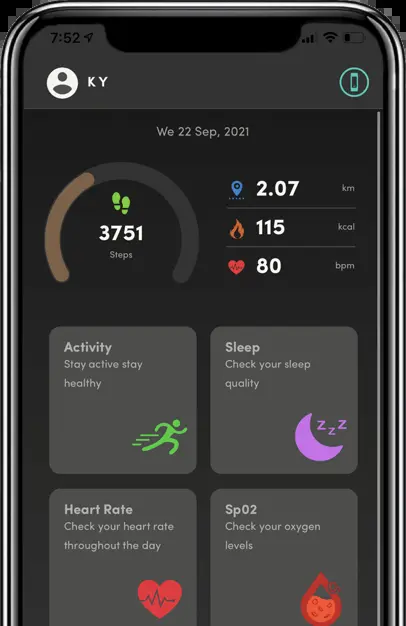 7:52
K Y
We 22 Sep, 2021
3751
Steps
2.07 km
115 kcal
80 bpm
Activity
Stay active stay
healthy
Sleep
Check your sleep
quality
z z z
Heart Rate
Check your heart rate
throughout the day
Sp02
Check your oxygen
levels